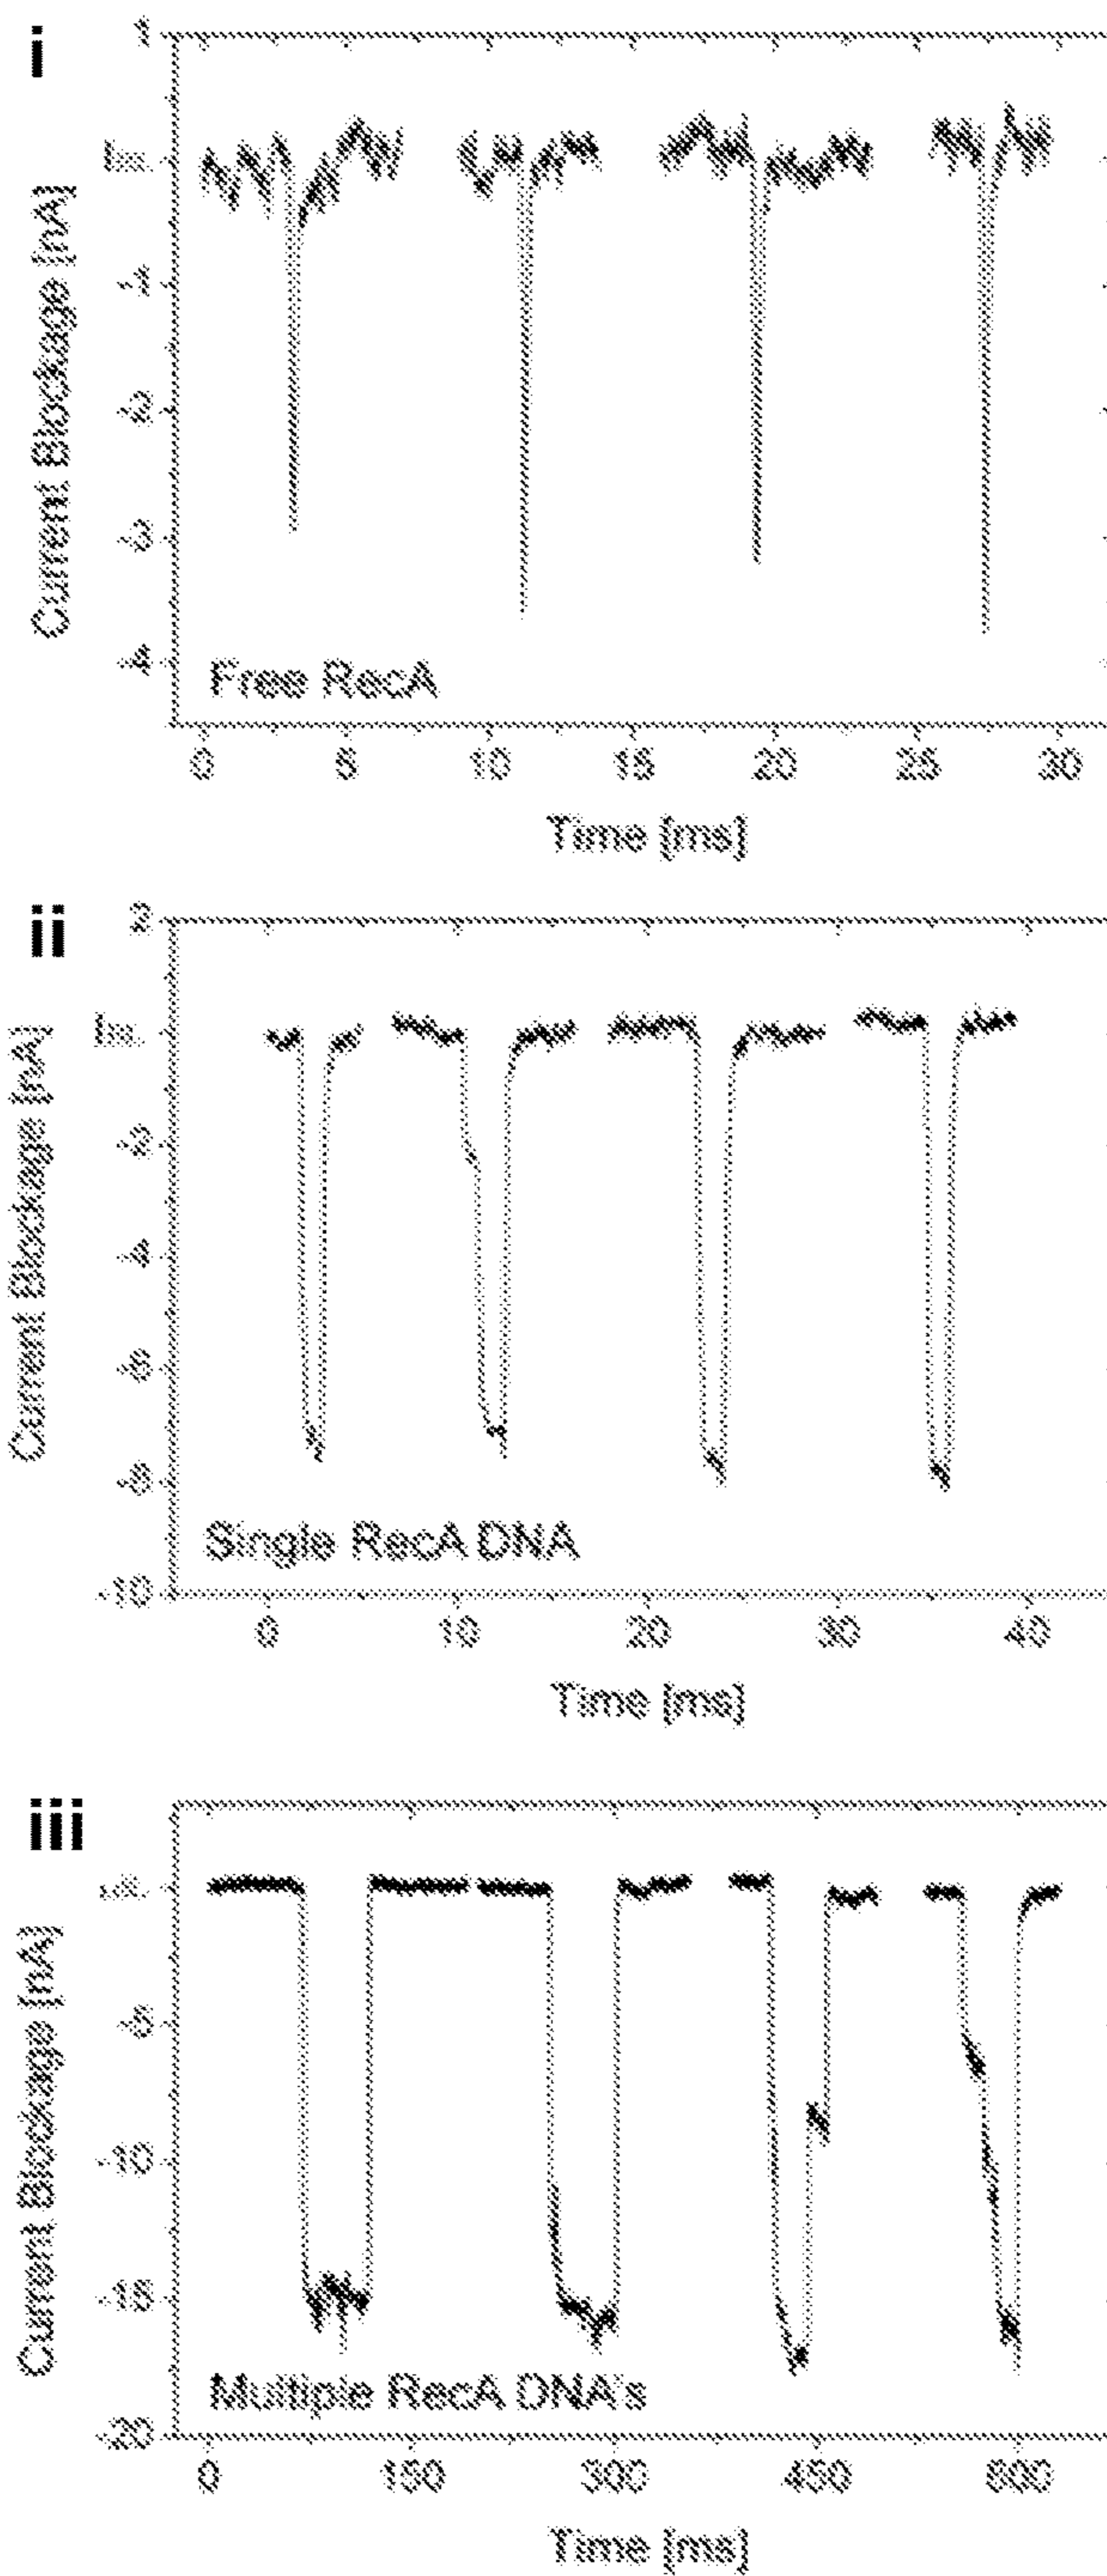 i
1
-1
-2
-3
-4
Current Blockage [nA]
Free RecA
0 5 10 15 20 25 30
Time [ms]
ii
2
-2
-4
-6
-8
-10
Current Blockage [nA]
Single RecA DNA
0 10 20 30 40
Time [ms]
iii
-5
-10
-15
-20
Current Blockage [nA]
Multiple RecA DNA's
0 150 300 450 600
Time [ms]